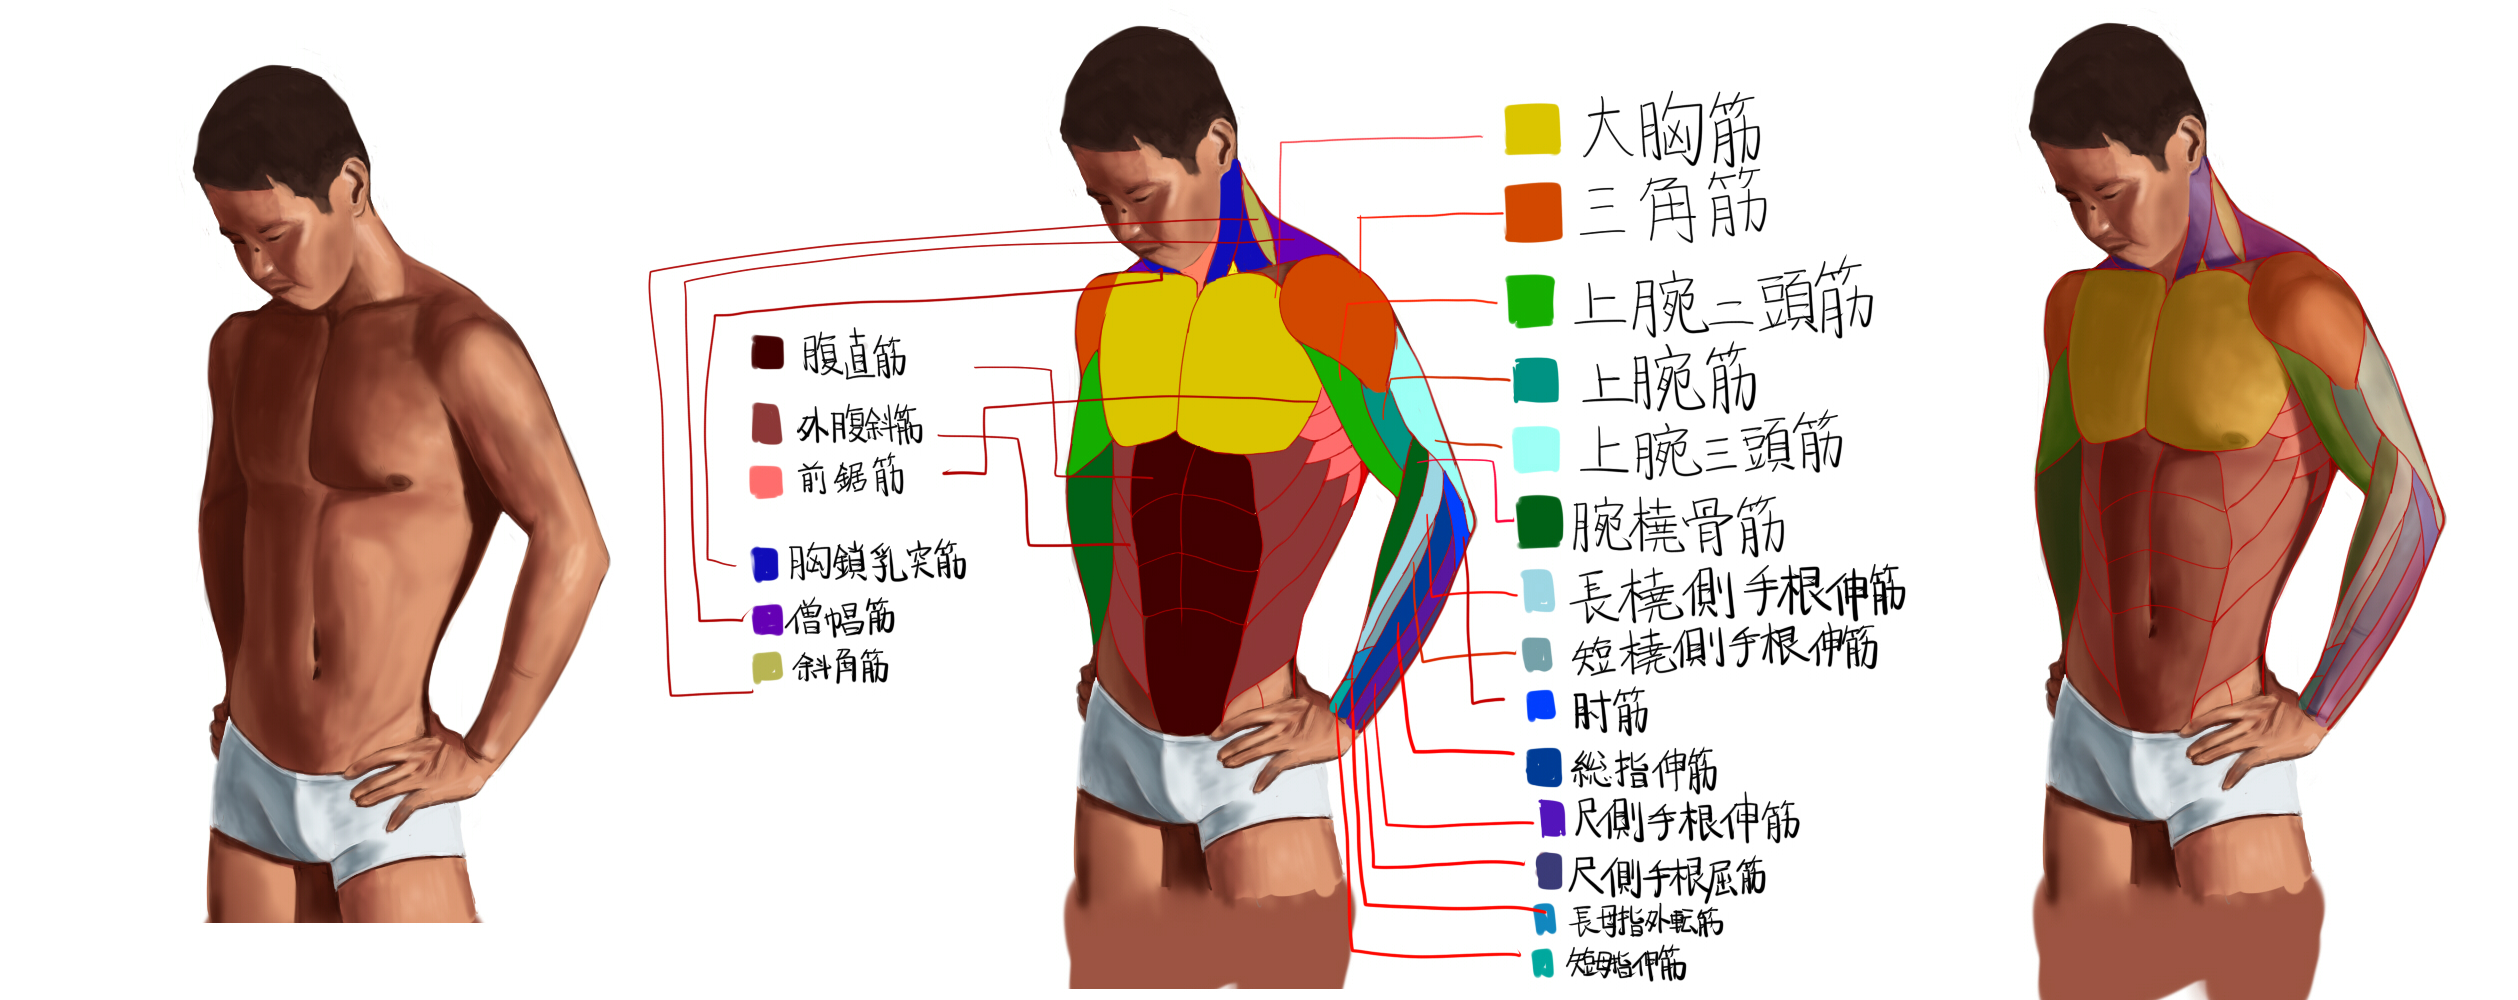 腹直筋
外腹斜筋
前鋸筋
胸鎖乳突筋
僧帽筋
斜角筋
大胸筋
三角筋
上腕二頭筋
上腕筋
上腕三頭筋
腕橈骨筋
長橈側手根伸筋
短橈側手根伸筋
肘筋
総指伸筋
尺側手根伸筋
尺側手根屈筋
長母指外転筋
短母指伸筋